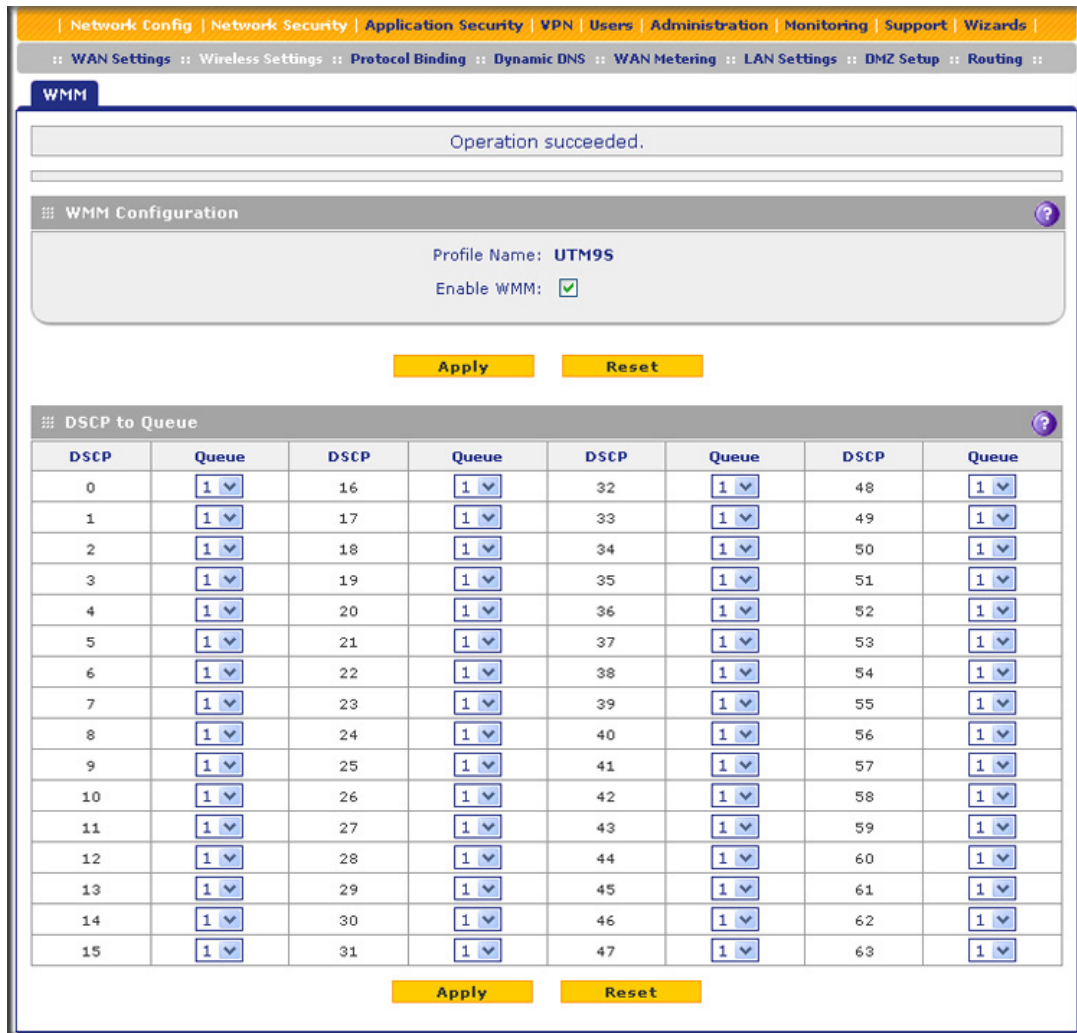 | Network Config | Network Security | Application Security | VPN | Users | Administration | Monitoring | Support | Wizards |
:: WAN Settings :: Wireless Settings :: Protocol Binding :: Dynamic DNS :: WAN Metering :: LAN Settings :: DMZ Setup :: Routing ::
WMM
Operation succeeded.
WMM Configuration ?
Profile Name: UTM9S
Enable WMM:
Apply Reset
DSCP to Queue ?
DSCP Queue DSCP Queue DSCP Queue DSCP Queue
0 1 16 1 32 1 48 1
1 1 17 1 33 1 49 1
2 1 18 1 34 1 50 1
3 1 19 1 35 1 51 1
4 1 20 1 36 1 52 1
5 1 21 1 37 1 53 1
6 1 22 1 38 1 54 1
7 1 23 1 39 1 55 1
8 1 24 1 40 1 56 1
9 1 25 1 41 1 57 1
10 1 26 1 42 1 58 1
11 1 27 1 43 1 59 1
12 1 28 1 44 1 60 1
13 1 29 1 45 1 61 1
14 1 30 1 46 1 62 1
15 1 31 1 47 1 63 1
Apply Reset